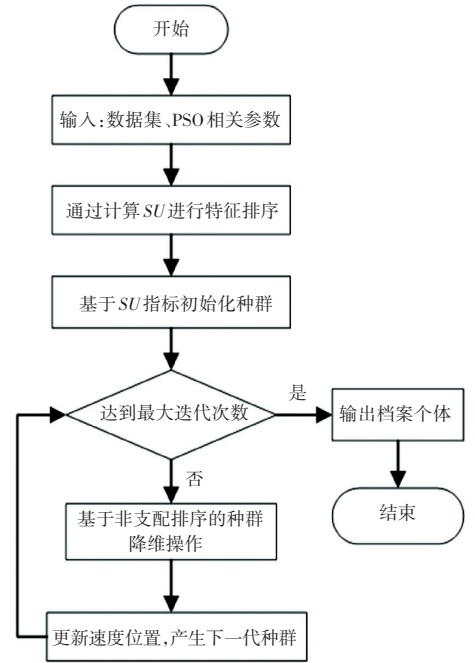 开始
输入:数据集、PSO相关参数
通过计算SU进行特征排序
基于SU指标初始化种群
达到最大迭代次数
是
输出档案个体
否
结束
基于非支配排序的种群
降维操作
更新速度位置,产生下一代种群